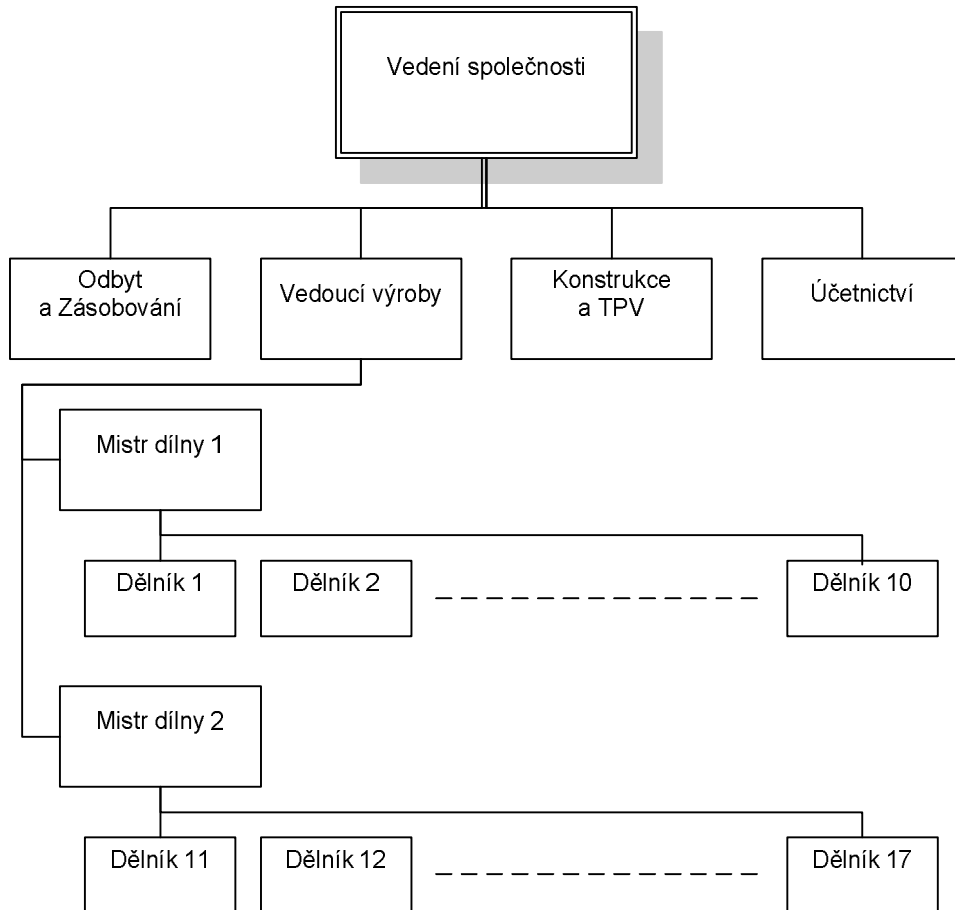 Vedení společnosti
Odbyt
a Zásobování
Vedoucí výroby
Konstrukce
a TPV
Účetnictví
Mistr dílny 1
Dělník 1
Dělník 2
Dělník 10
Mistr dílny 2
Dělník 11
Dělník 12
Dělník 17